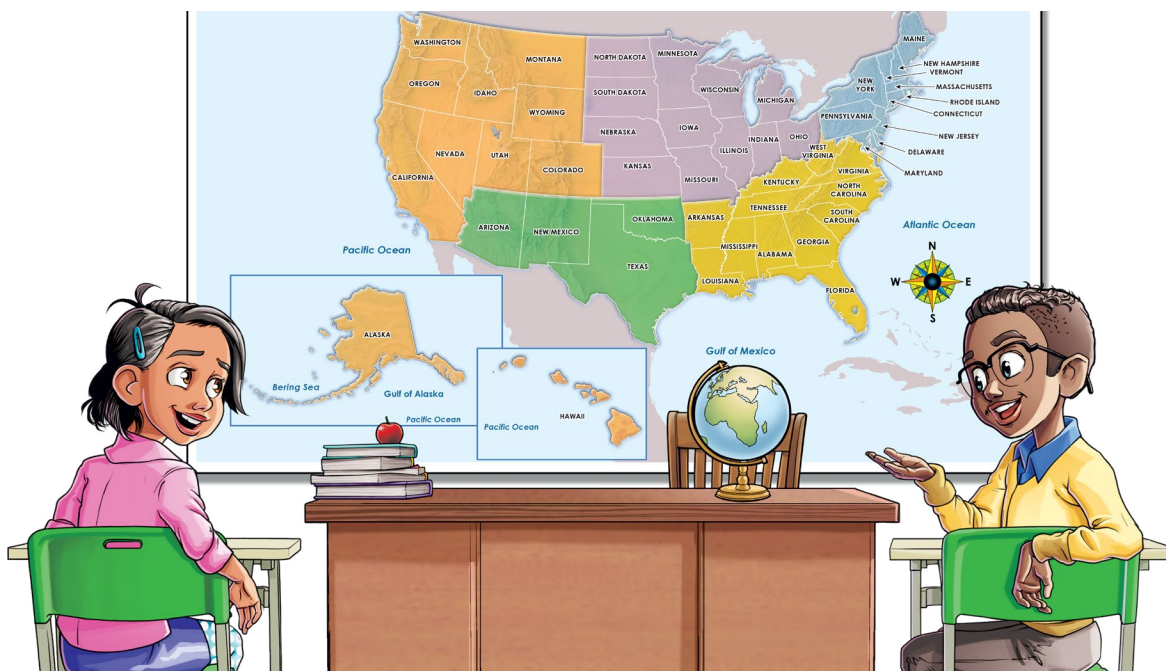 WASHINGTON
MONTANA
NORTH DAKOTA
MINNESOTA
MAINE
OREGON
IDAHO
SOUTH DAKOTA
WISCONSIN
MICHIGAN
NEW
YORK
NEW HAMPSHIRE
VERMONT
MASSACHUSETTS
RHODE ISLAND
CONNECTICUT
WYOMING
NEBRASKA
IOWA
PENNSYLVANIA
NEW JERSEY
NEVADA
UTAH
COLORADO
KANSAS
ILLINOIS
INDIANA
OHIO
WEST
VIRGINIA
DELAWARE
MARYLAND
CALIFORNIA
MISSOURI
KENTUCKY
VIRGINIA
NORTH
CAROLINA
ARIZONA
NEW MEXICO
OKLAHOMA
ARKANSAS
TENNESSEE
SOUTH
CAROLINA
TEXAS
MISSISSIPPI
ALABAMA
GEORGIA
LOUISIANA
FLORIDA
Pacific Ocean
Atlantic Ocean
N
W
E
S
ALASKA
Bering Sea
Gulf of Alaska
Pacific Ocean
HAWAII
Pacific Ocean
Gulf of Mexico